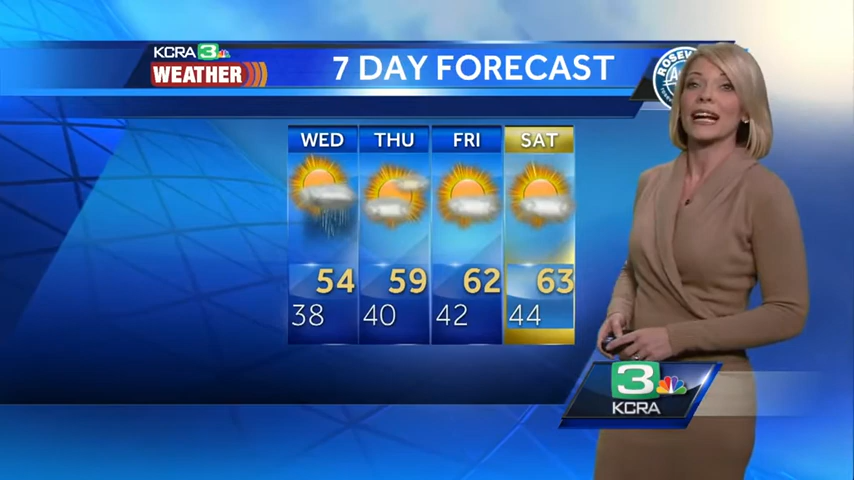 KCRA 3
WEATHER
7 DAY FORECAST
WED THU FRI SAT
54 59 62 63
38 40 42 44
3
KCRA